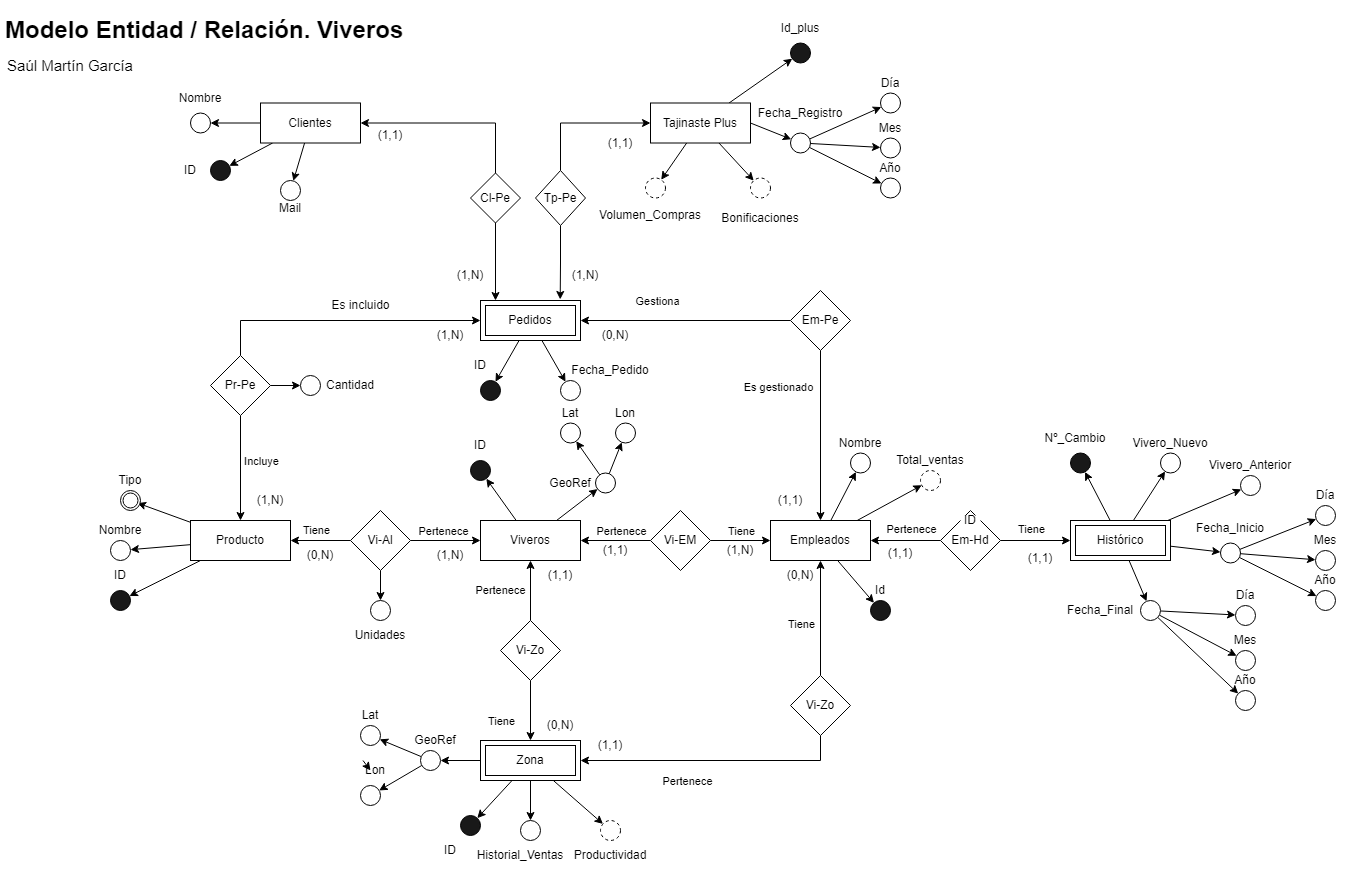 Modelo Entidad / Relación. Viveros
Saúl Martín García
Id_plus
Nombre
Clientes
(1,1)
ID
Mail
Tajinaste Plus
(1,1)
Fecha_Registro
Día
Mes
Año
Volumen_Compras
Bonificaciones
Cl-Pe
Tp-Pe
(1,N)
(1,N)
Es incluido
(1,N)
Pedidos
Gestiona
(0,N)
Em-Pe
ID
Fecha_Pedido
Pr-Pe
Cantidad
Es gestionado
Lat
Lon
ID
GeoRef
Nombre
Total_ventas
Nº_Cambio
Vivero_Nuevo
Vivero_Anterior
Incluye
(1,N)
(1,1)
Tipo
Nombre
ID
Producto
Tiene
(0,N)
Vi-Al
Pertenece
(1,N)
Viveros
Pertenece
(1,1)
Vi-EM
Tiene
(1,N)
Empleados
Pertenece
(1,1)
ID
Em-Hd
Tiene
(1,1)
Histórico
Fecha_Inicio
Día
Mes
Año
Unidades
(1,1)
Pertenece
(0,N)
Id
Tiene
Fecha_Final
Día
Mes
Año
Vi-Zo
Vi-Zo
Tiene
(0,N)
Lat
GeoRef
Lon
Zona
(1,1)
Pertenece
ID
Historial_Ventas
Productividad